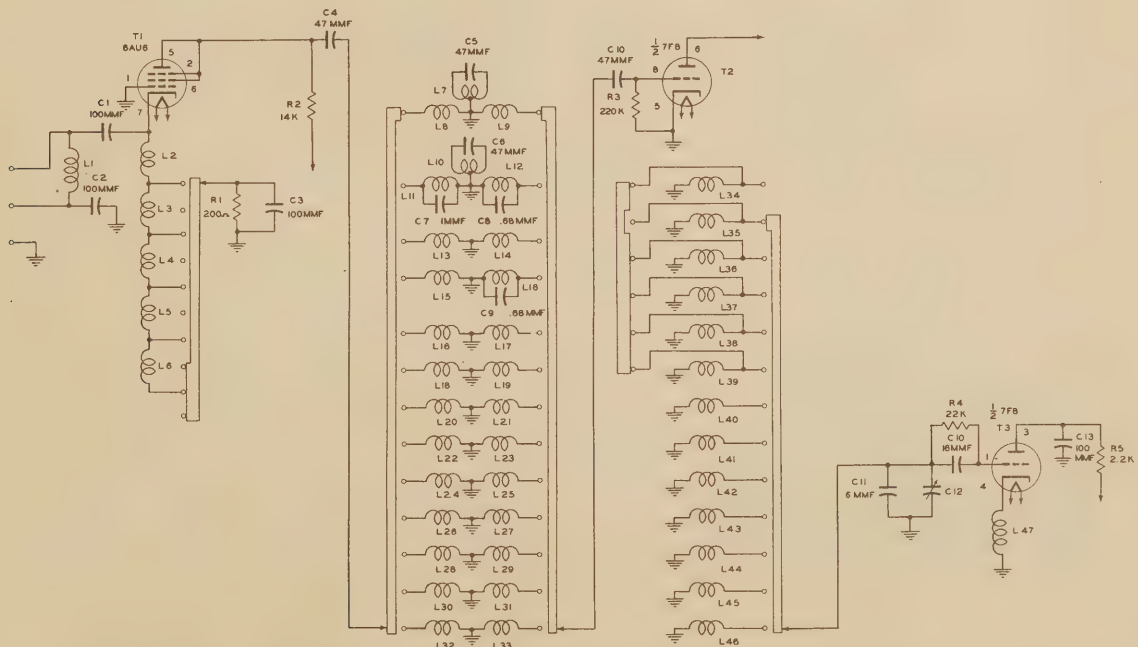 T1
6AU6
5
2
1
6
7
C1
100MMF
L1
C2
100MMF
L2
L3
L4
L5
L6
R1
200Ω
C3
100MMF
R2
14K
C4
47MMF
C5
47MMF
L7
L8
L9
C6
47MMF
L10
L12
L11
C7
1MMF
C8
.68MMF
L13
L14
L15
L18
C9
.68MMF
L16
L17
L18
L19
L20
L21
L22
L23
L24
L25
L26
L27
L28
L29
L30
L31
L32
L33
C10
47MMF
1/2 7F8
6
8
T2
R3
220K
5
L34
L35
L36
L37
L38
L39
L40
L41
L42
L43
L44
L45
L46
R4
22K
1/2 7F8
T3
3
C10
16MMF
1
4
C11
6MMF
C12
C13
100
MMF
R5
2.2K
L47